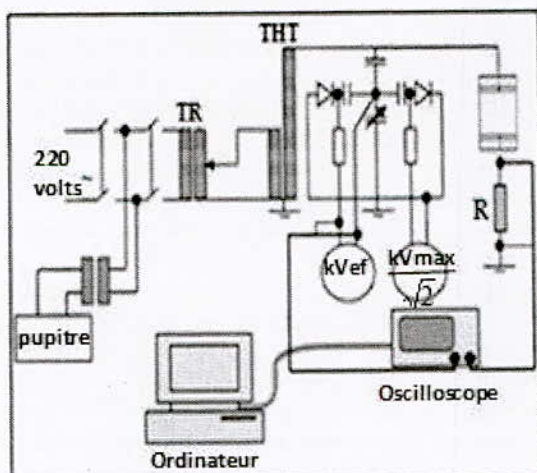 THT
TR
220
volts
R
kVef
kVmax
√2
pupitre
Oscilloscope
Ordinateur